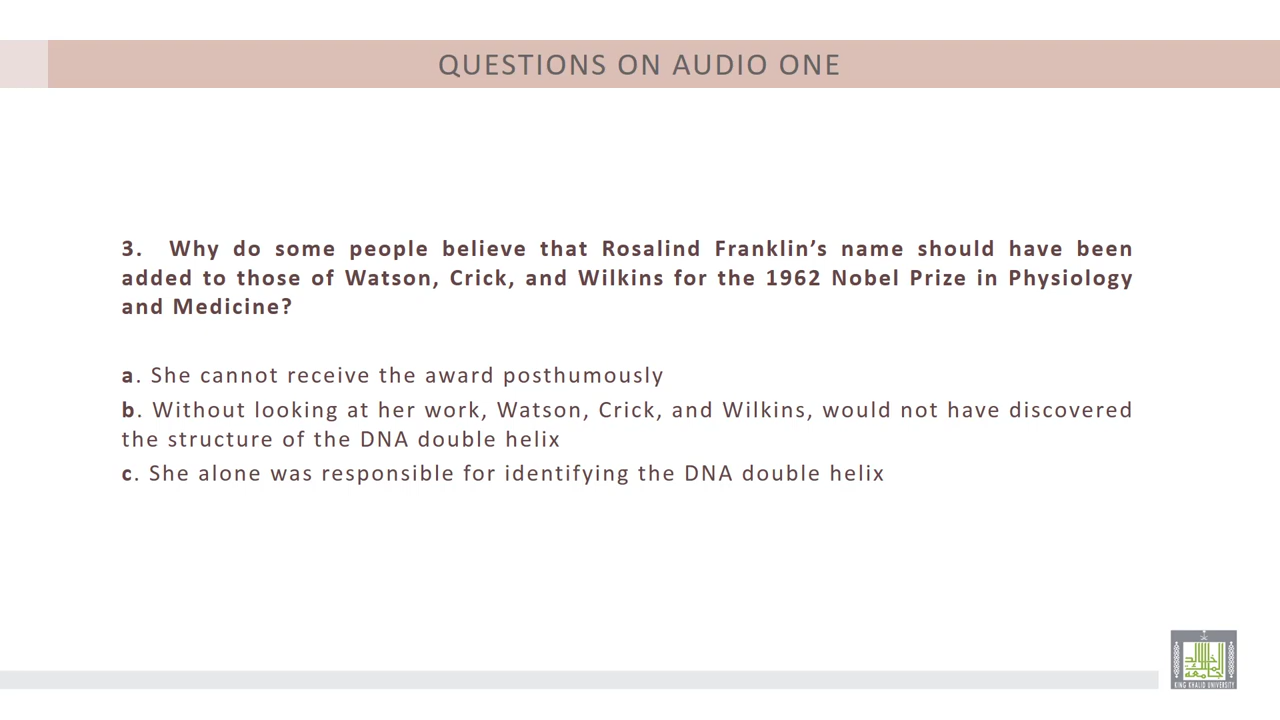 QUESTIONS ON AUDIO ONE
3. Why do some people believe that Rosalind Franklin’s name should have been
added to those of Watson, Crick, and Wilkins for the 1962 Nobel Prize in Physiology
and Medicine?
a. She cannot receive the award posthumously
b. Without looking at her work, Watson, Crick, and Wilkins, would not have discovered
the structure of the DNA double helix
c. She alone was responsible for identifying the DNA double helix
KING KHALID UNIVERSITY